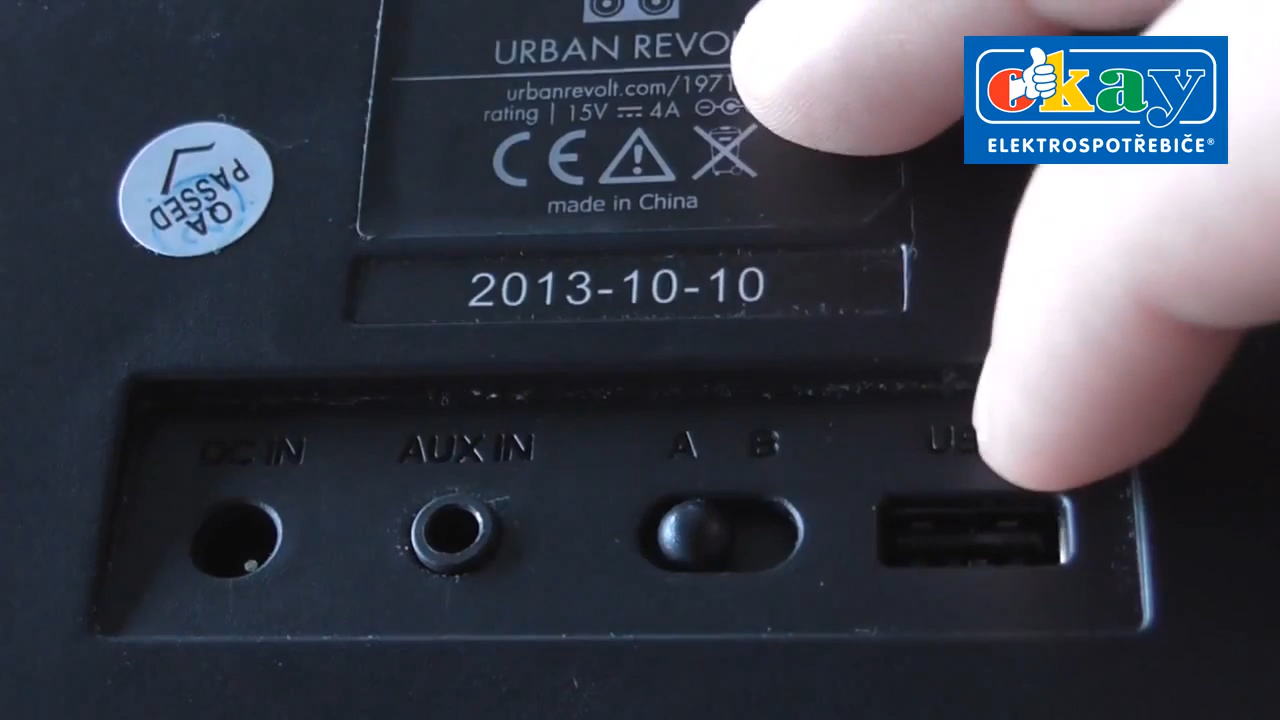 URBAN REVOL
urbanrevolt.com/1971
rating | 15V ⎓ 4A
CE
made in China
okay
ELEKTROSPOTŘEBIČE®
QA
PASSED
2013-10-10
DC IN
AUX IN
A B